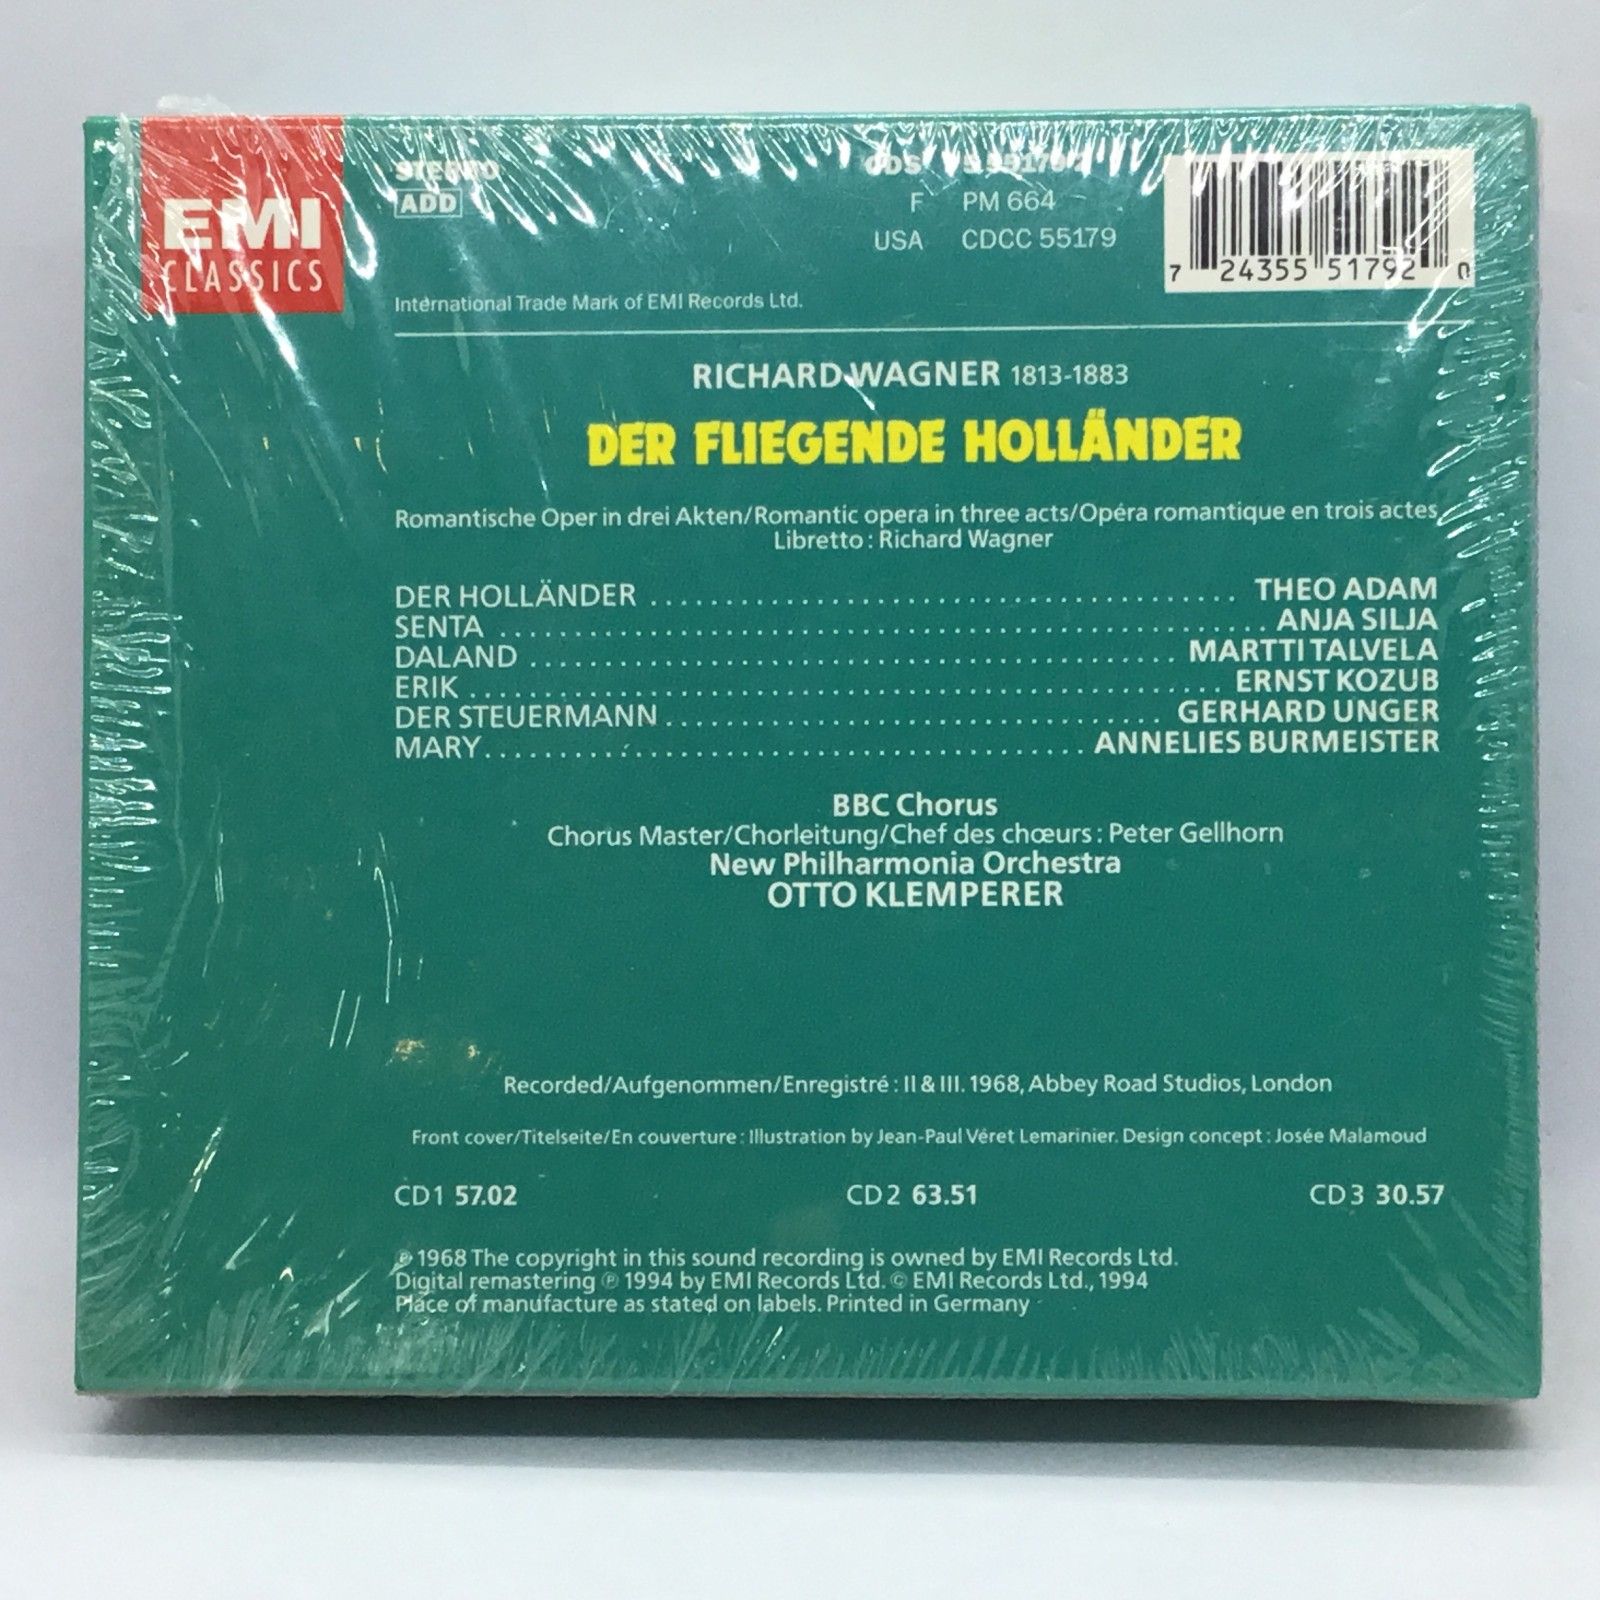 EMI
CLASSICS
STEREO
ADD
CDS
F PM 664
USA CDCC 55179
7 24355 51792 0
International Trade Mark of EMI Records Ltd.
RICHARD WAGNER 1813-1883
DER FLIEGENDE HOLLÄNDER
Romantische Oper in drei Akten/Romantic opera in three acts/Opéra romantique en trois actes
Libretto : Richard Wagner
DER HOLLÄNDER ........................................ THEO ADAM
SENTA ........................................ ANJA SILJA
DALAND ........................................ MARTTI TALVELA
ERIK ........................................ ERNST KOZUB
DER STEUERMANN ........................................ GERHARD UNGER
MARY ........................................ ANNELIES BURMEISTER
BBC Chorus
Chorus Master/Chorleitung/Chef des chœurs : Peter Gellhorn
New Philharmonia Orchestra
OTTO KLEMPERER
Recorded/Aufgenommen/Enregistré : II & III. 1968, Abbey Road Studios, London
Front cover/Titelseite/En couverture : Illustration by Jean-Paul Véret Lemarinier. Design concept : Josée Malamoud
CD 1 57.02 CD 2 63.51 CD 3 30.57
℗ 1968 The copyright in this sound recording is owned by EMI Records Ltd.
Digital remastering ℗ 1994 by EMI Records Ltd. © EMI Records Ltd., 1994
Place of manufacture as stated on labels. Printed in Germany